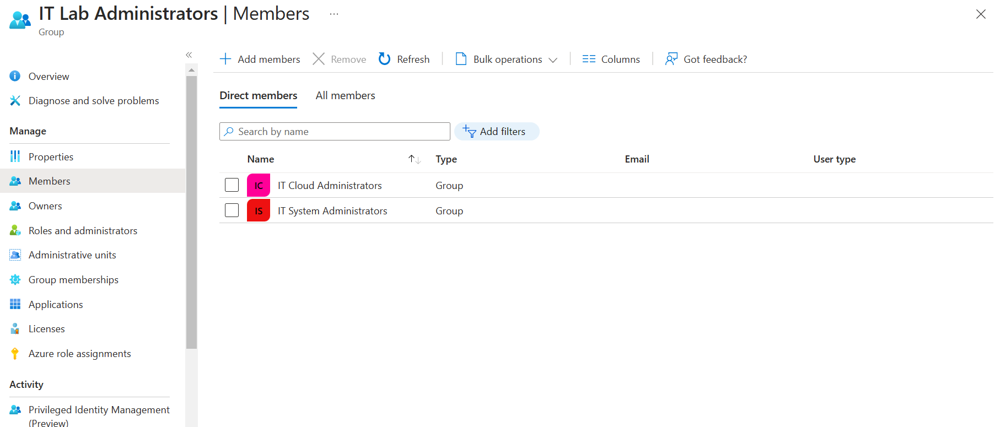 IT Lab Administrators | Members ...
Group
Overview
Diagnose and solve problems
Manage
Properties
Members
Owners
Roles and administrators
Administrative units
Group memberships
Applications
Licenses
Azure role assignments
Activity
Privileged Identity Management
(Preview)
Add members Remove Refresh Bulk operations Columns Got feedback?
Direct members All members
Search by name Add filters
Name Type Email User type
IC IT Cloud Administrators Group
IS IT System Administrators Group